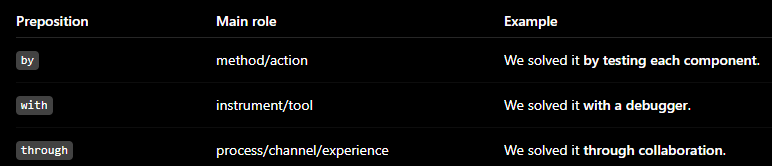 Preposition Main role Example
by method/action We solved it by testing each component.
with instrument/tool We solved it with a debugger.
through process/channel/experience We solved it through collaboration.